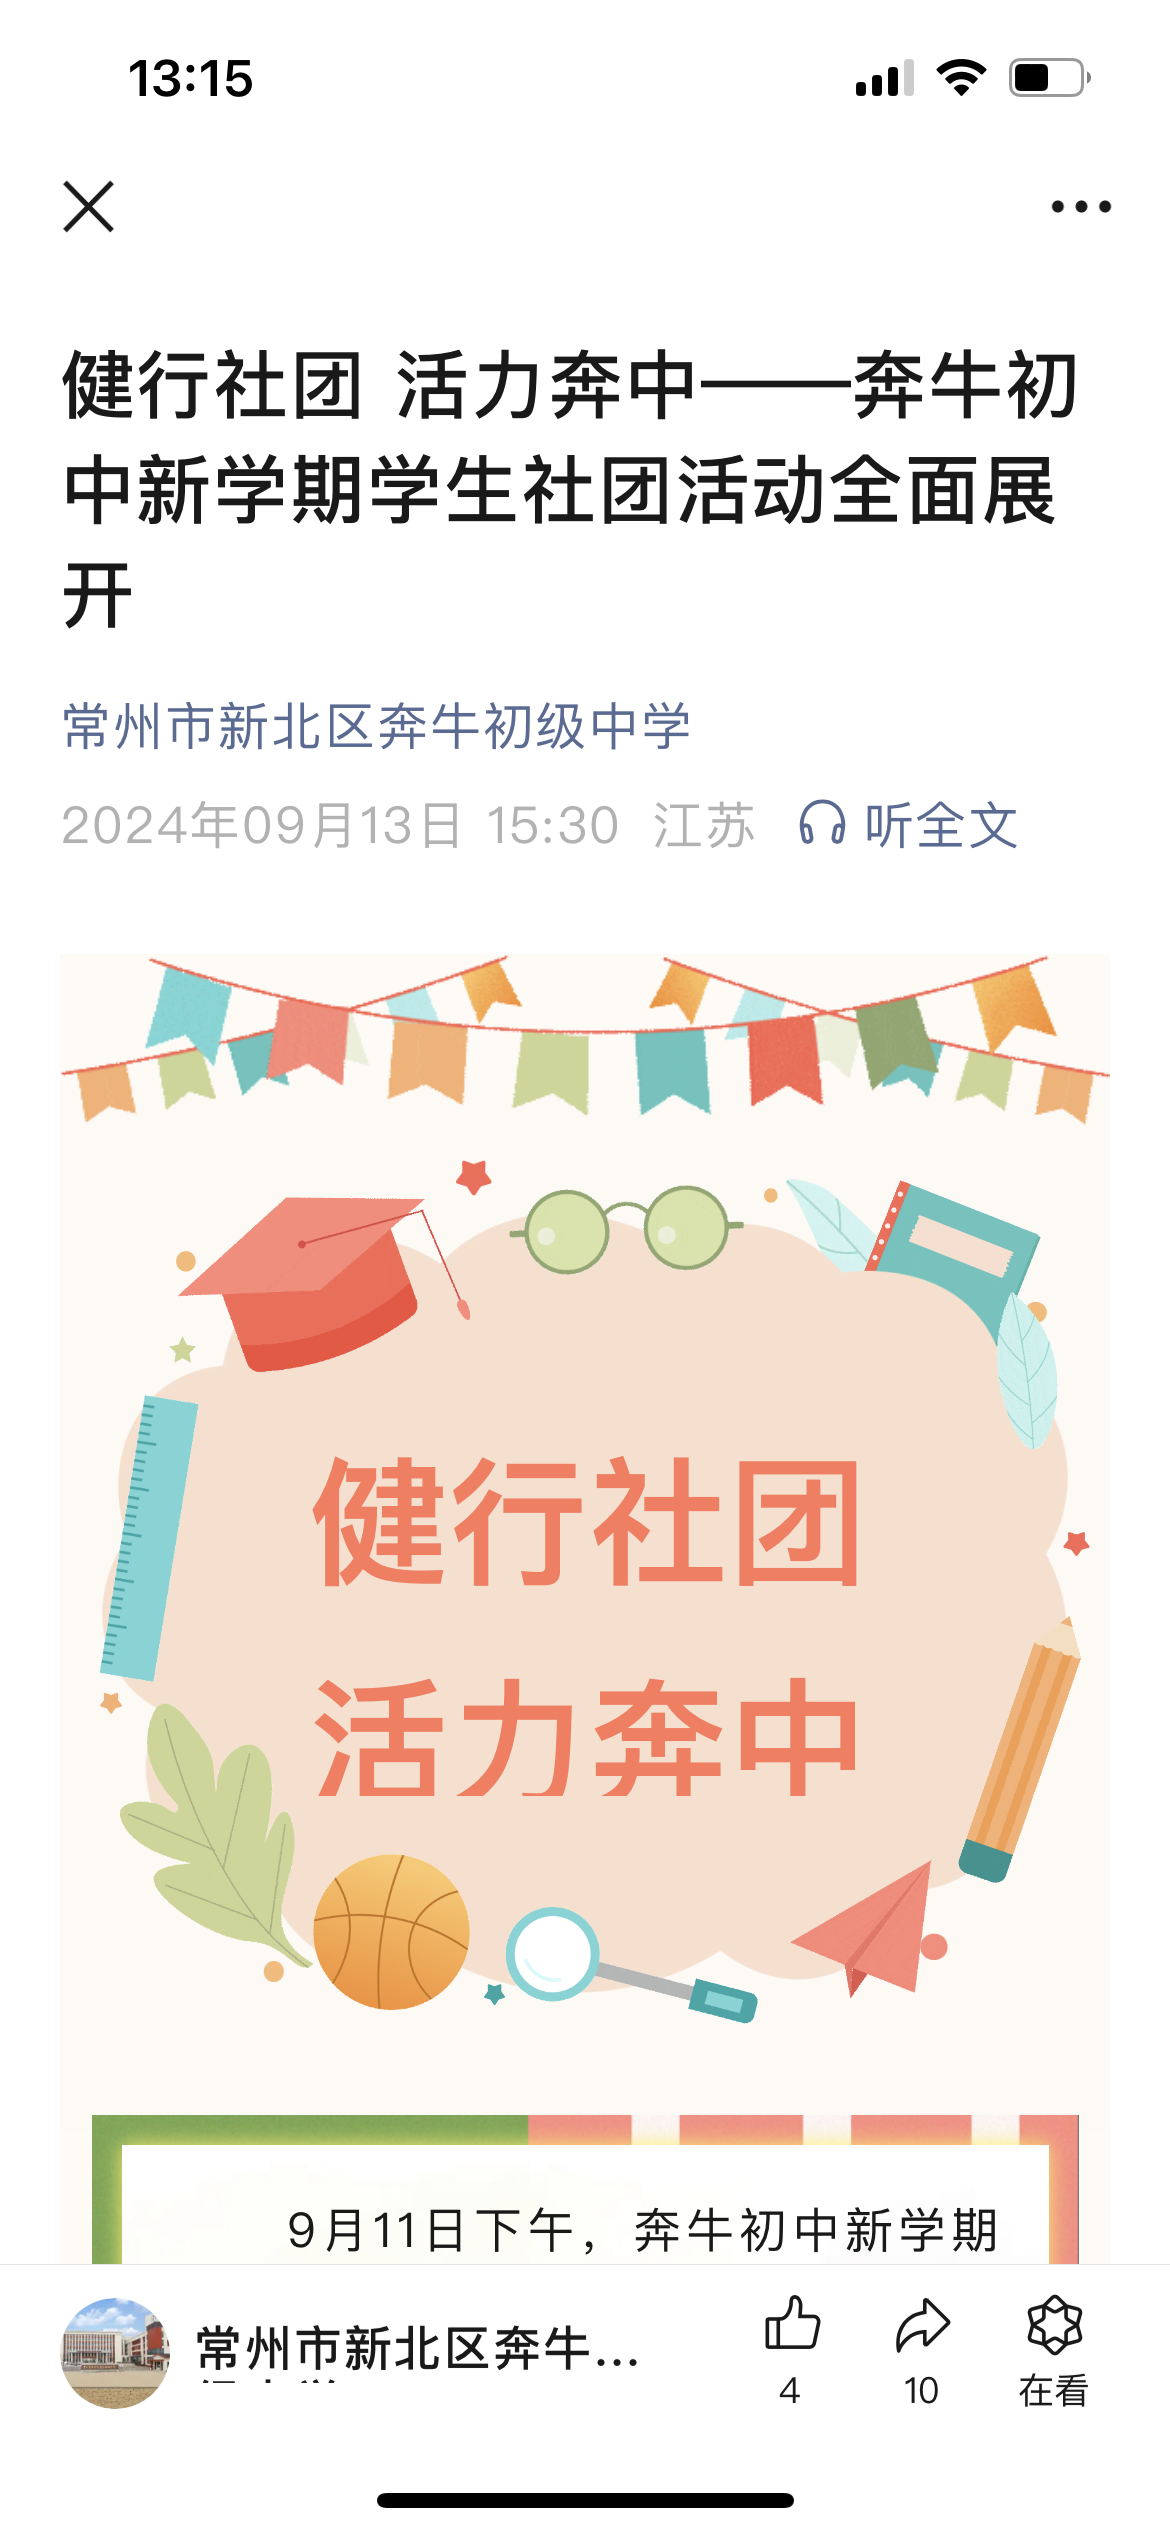 13:15
健行社团 活力奔中——奔牛初
中新学期学生社团活动全面展
开
常州市新北区奔牛初级中学
2024年09月13日 15:30 江苏 听全文
健行社团
活力奔中
9月11日下午，奔牛初中新学期
常州市新北区奔牛...
4
10
在看